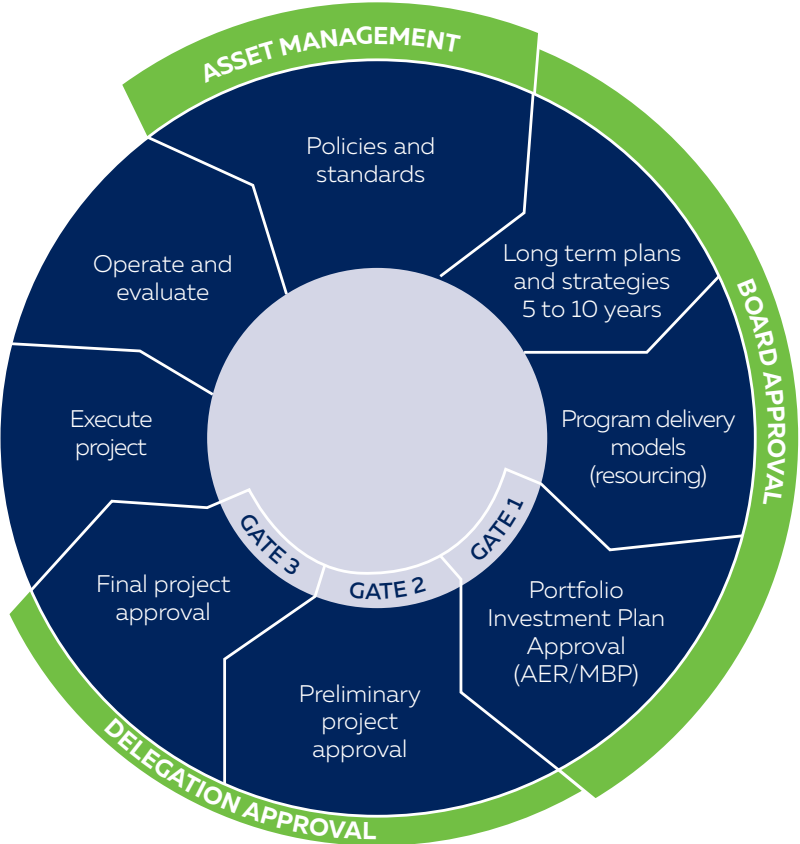 ASSET MANAGEMENT
Policies and
standards
Long term plans
and strategies
5 to 10 years
BOARD APPROVAL
Program delivery
models
(resourcing)
GATE 1
Portfolio
Investment Plan
Approval
(AER/MBP)
GATE 2
Preliminary
project
approval
DELEGATION APPROVAL
GATE 3
Final project
approval
Execute
project
Operate and
evaluate